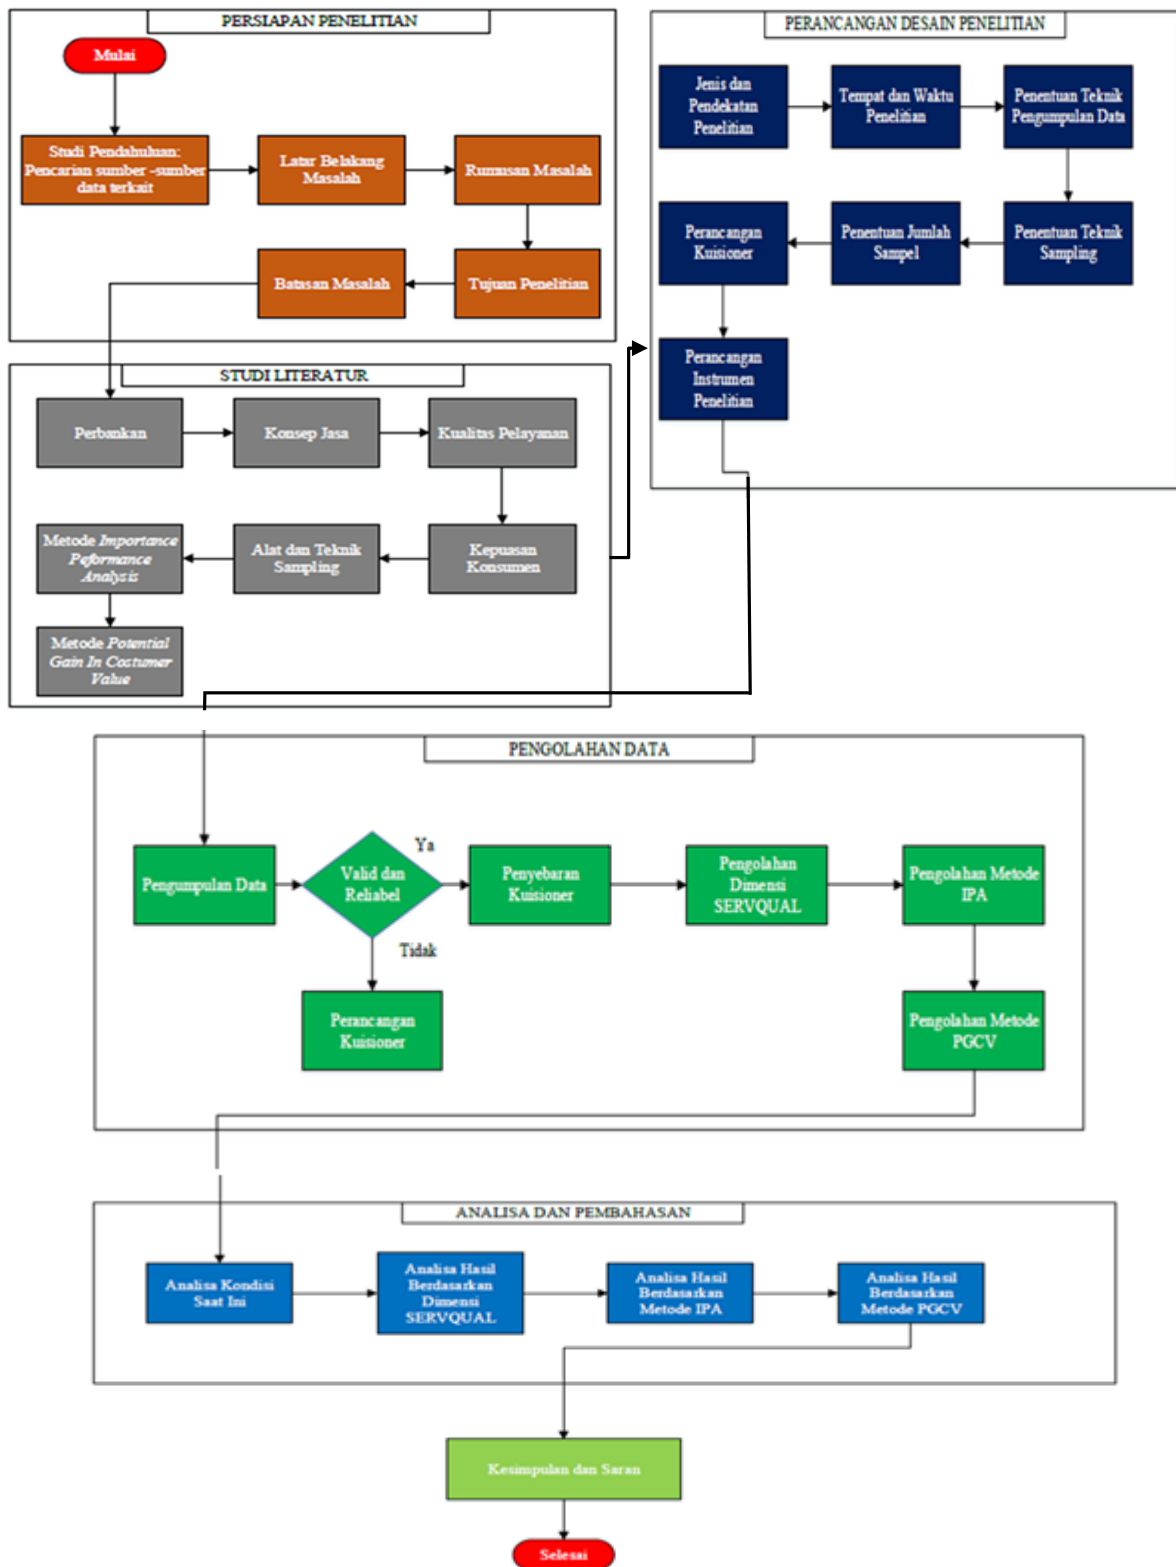 PERSIAPAN PENELITIAN
Mulai
Studi Pendahuluan:
Pencarian sumber -sumber
data terkait
Latar Belakang
Masalah
Rumusan Masalah
Tujuan Penelitian
Batasan Masalah
STUDI LITERATUR
Perbankan
Konsep Jasa
Kualitas Pelayanan
Kepuasan
Konsumen
Alat dan Teknik
Sampling
Metode Importance
Peformance
Analysis
Metode Potential
Gain In Costumer
Value
PERANCANGAN DESAIN PENELITIAN
Jenis dan
Pendekatan
Penelitian
Tempat dan Waktu
Penelitian
Penentuan Teknik
Pengumpulan Data
Penentuan Teknik
Sampling
Penentuan Jumlah
Sampel
Perancangan
Kuisioner
Perancangan
Instrumen
Penelitian
PENGOLAHAN DATA
Pengumpulan Data
Valid dan
Reliabel
Ya
Tidak
Perancangan
Kuisioner
Penyebaran
Kuisioner
Pengolahan
Dimensi
SERVQUAL
Pengolahan Metode
IPA
Pengolahan Metode
PGCV
ANALISA DAN PEMBAHASAN
Analisa Kondisi
Saat Ini
Analisa Hasil
Berdasarkan
Dimensi
SERVQUAL
Analisa Hasil
Berdasarkan
Metode IPA
Analisa Hasil
Berdasarkan
Metode PGCV
Kesimpulan dan Saran
Selesai